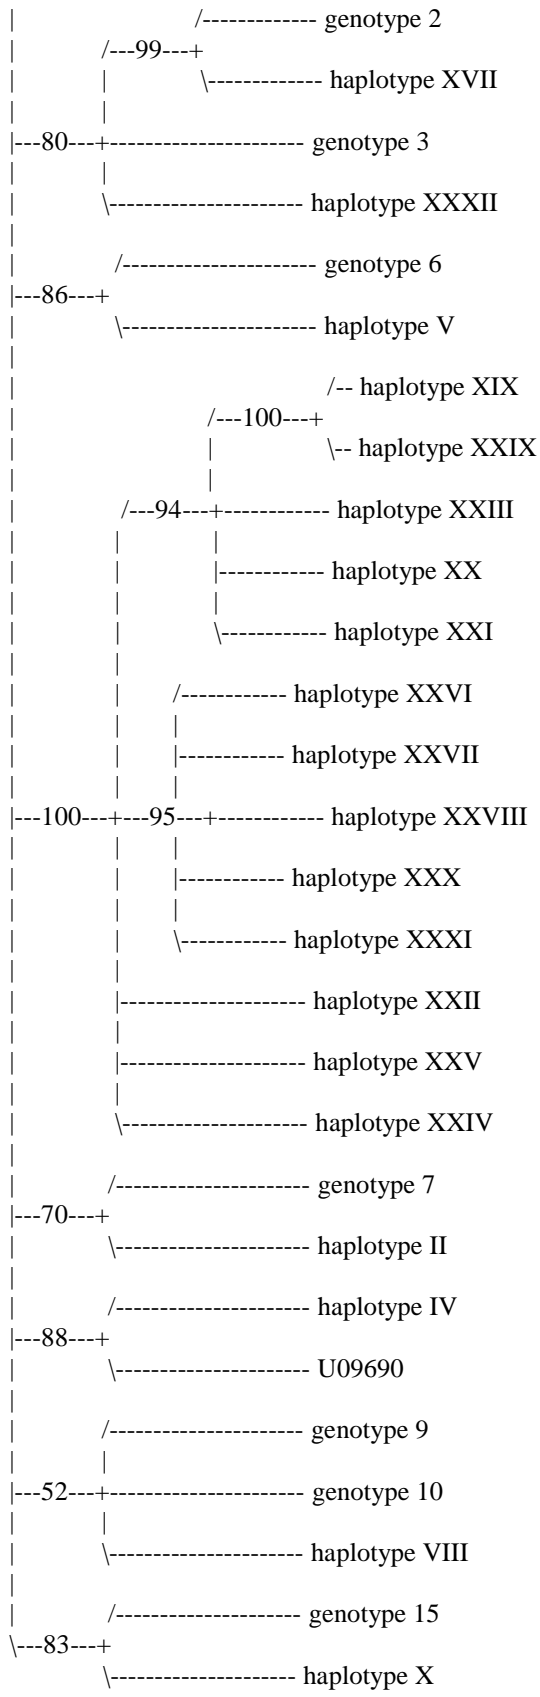 |                            /------------- genotype 2
|             /---99---+
|             |              \------------- haplotype XVII
|             |
|---80---+---------------------- genotype 3
|             |
|             \---------------------- haplotype XXXII
|
|               /---------------------- genotype 6
|---86---+
|               \---------------------- haplotype V
|
|                                               /-- haplotype XIX
|                             /---100---+
|                             |                 \-- haplotype XXIX
|                             |
|                /---94---+------------ haplotype XXIII
|               |              |
|               |              |------------ haplotype XX
|               |              |
|               |              \------------ haplotype XXI
|               |
|               |        /------------ haplotype XXVI
|               |        |
|               |        |------------ haplotype XXVII
|               |        |
|---100---+---95---+------------ haplotype XXVIII
|               |        |
|               |        |------------ haplotype XXX
|               |        |
|               |        \------------ haplotype XXXI
|               |
|               |--------------------- haplotype XXII
|               |
|               |--------------------- haplotype XXV
|               |
|               \--------------------- haplotype XXIV
|
|              /---------------------- genotype 7
|---70---+
|              \---------------------- haplotype II
|
|              /---------------------- haplotype IV
|---88---+
|              \---------------------- U09690
|
|             /---------------------- genotype 9
|             |
|---52---+---------------------- genotype 10
|             |
|             \---------------------- haplotype VIII
|
|              /--------------------- genotype 15
\---83---+
              \---------------------- haplotype X